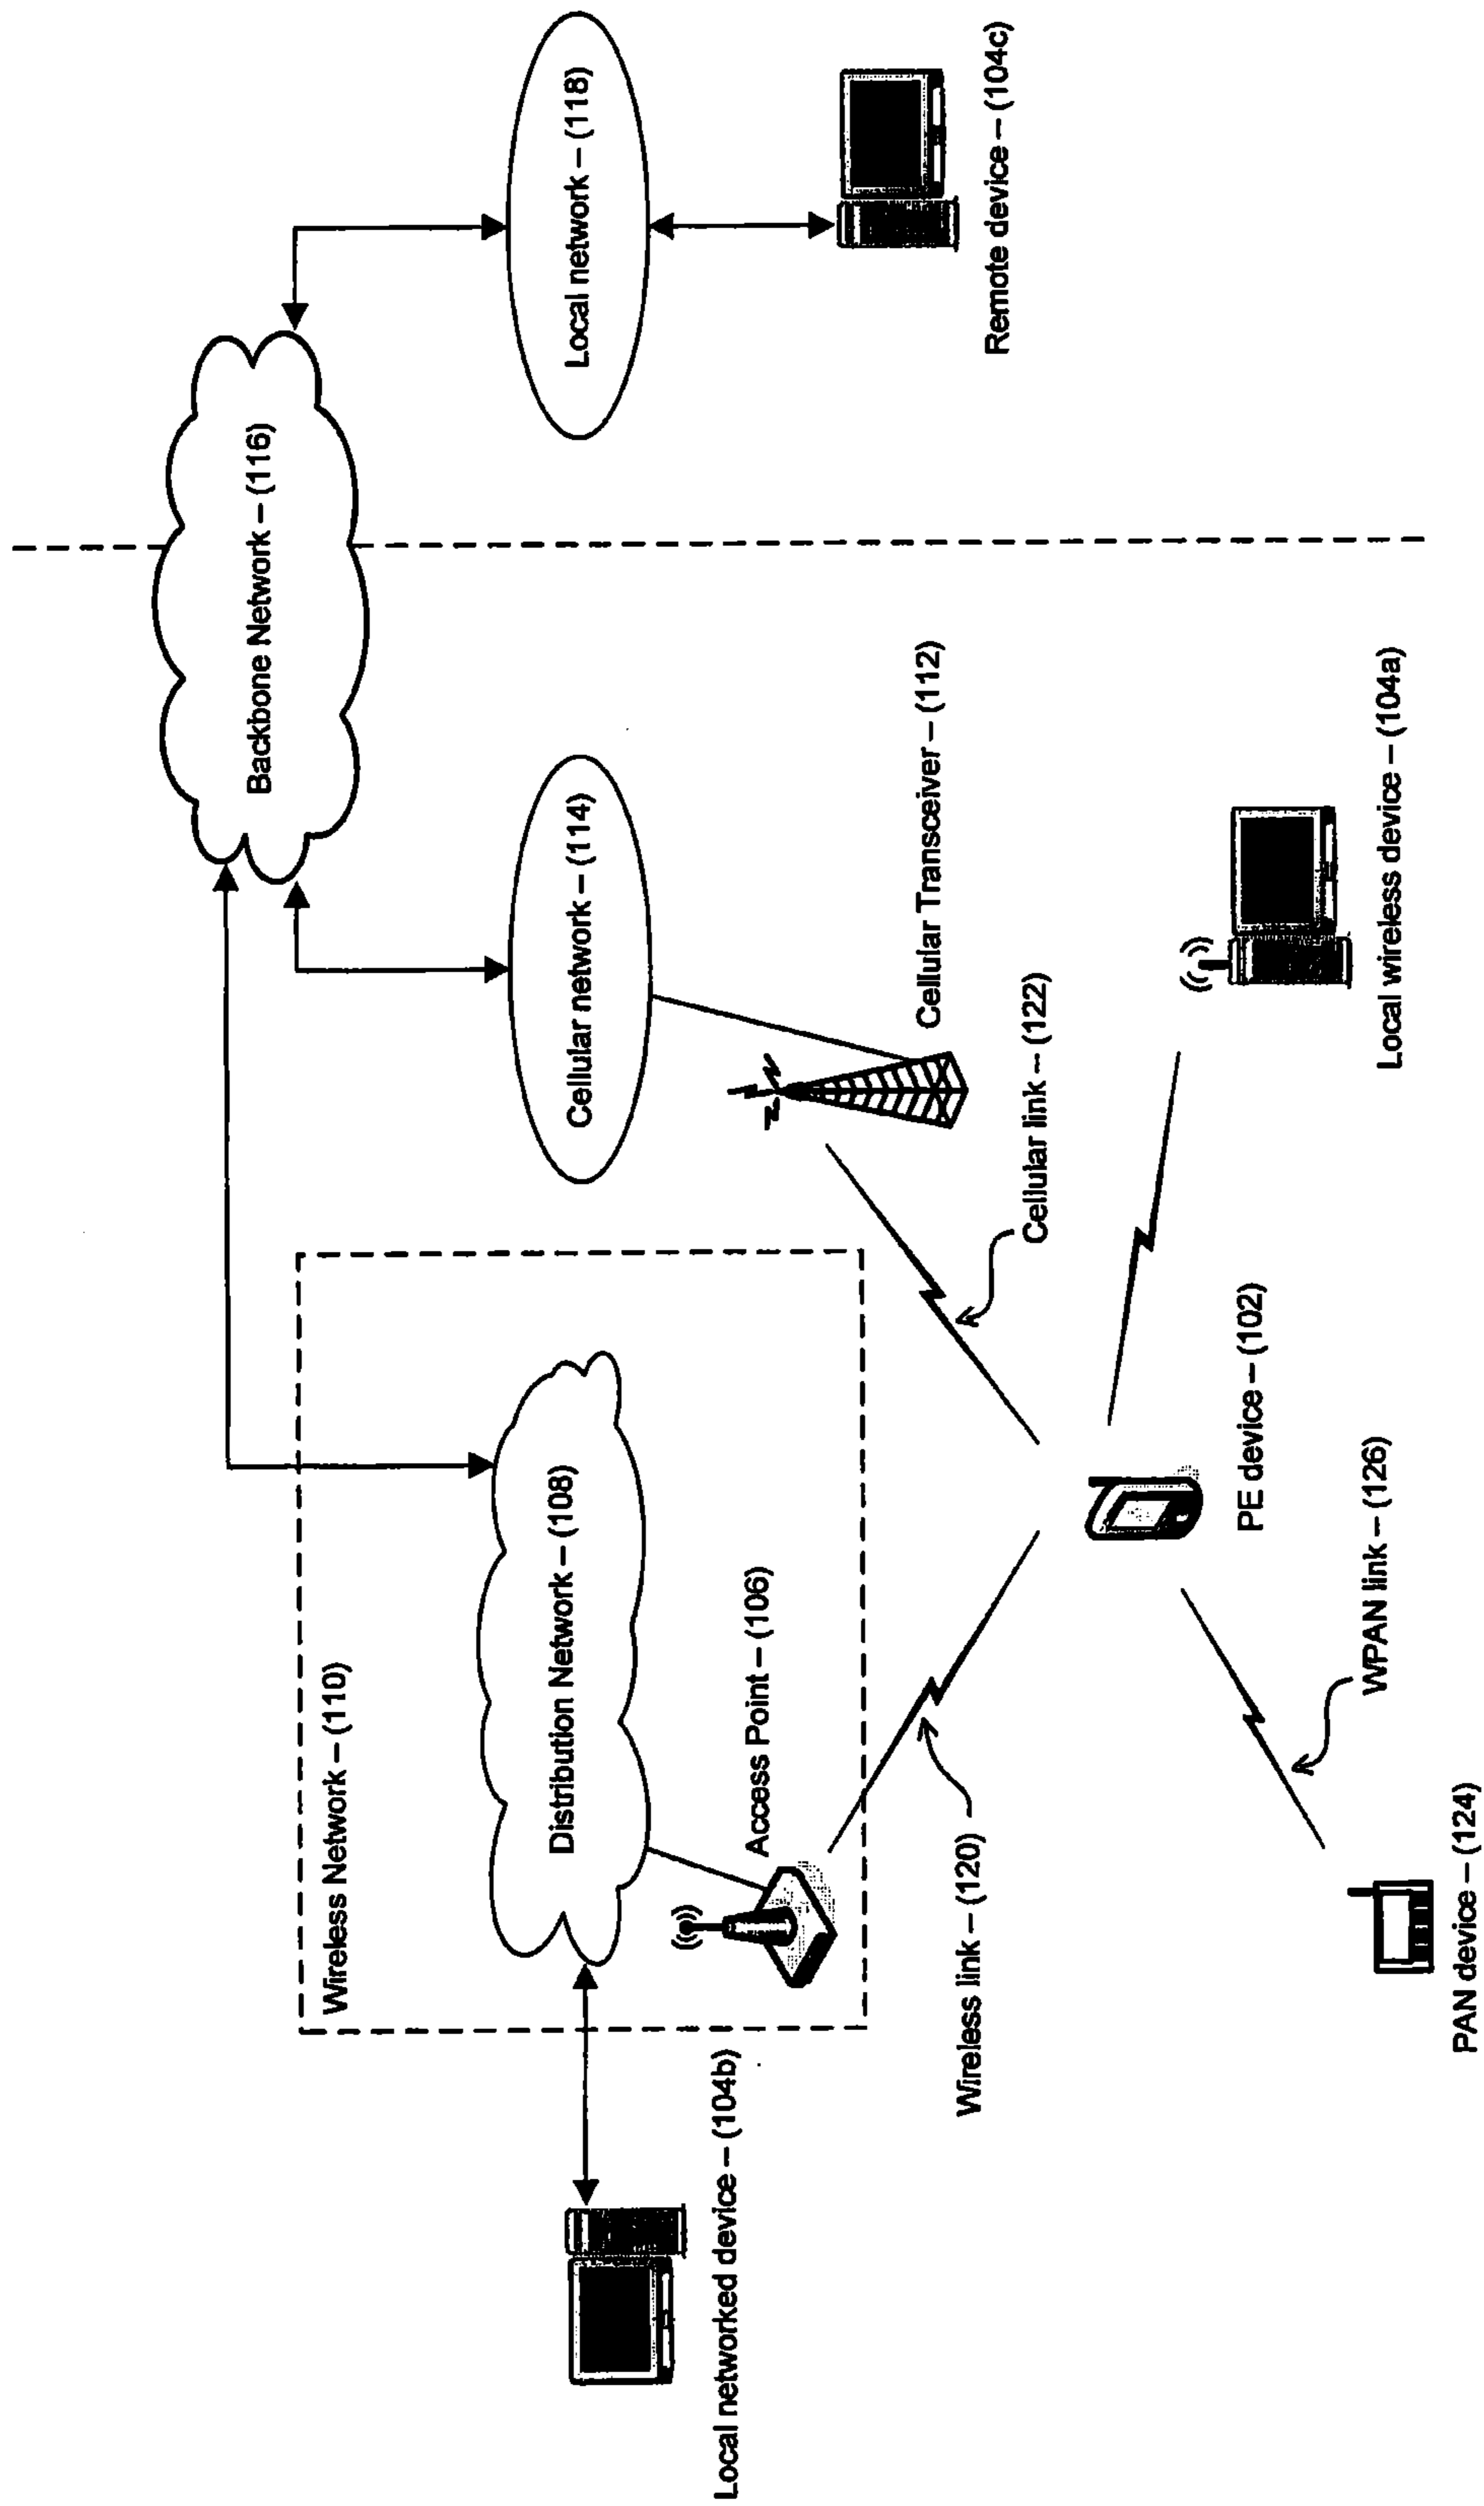 Backbone Network – (116)
Wireless Network – (110)
Distribution Network – (108)
Cellular network – (114)
Local network – (118)
Local networked device – (104b)
Access Point – (106)
Cellular Transceiver – (112)
Remote device – (104c)
Wireless link – (120)
Cellular link – (122)
PE device – (102)
WPAN link – (126)
Local wireless device – (104a)
PAN device – (124)